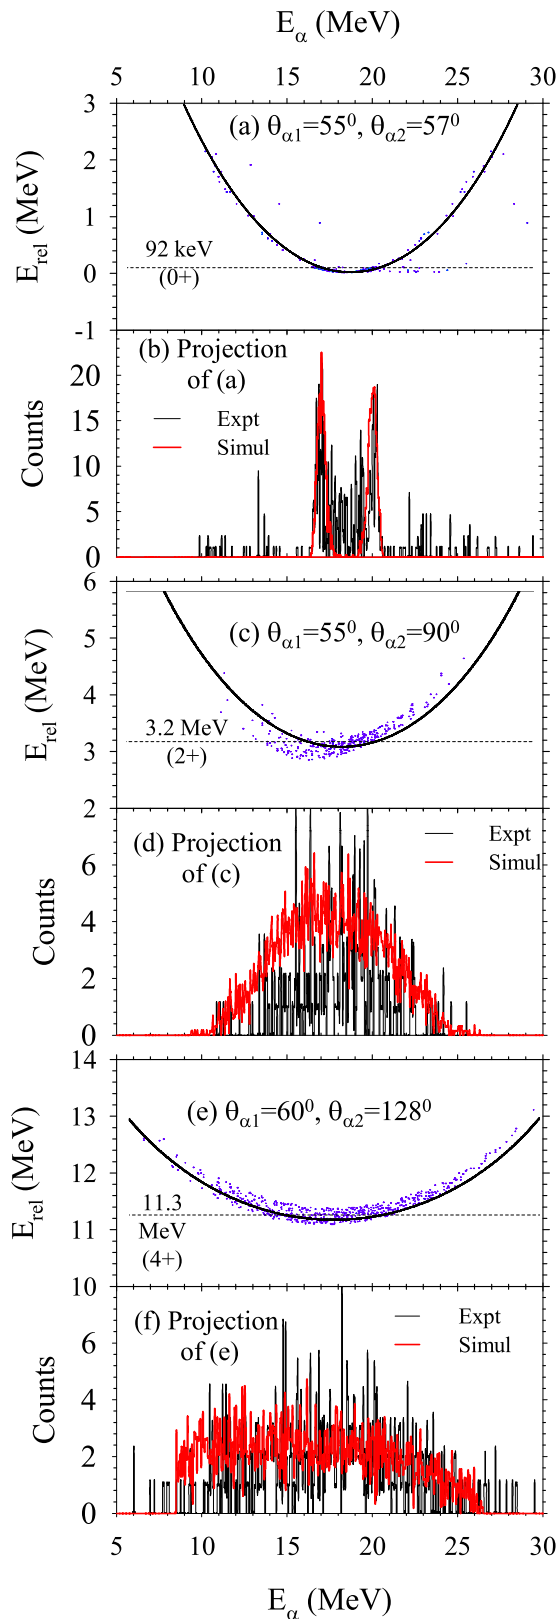 E_α (MeV)
5 10 15 20 25 30
3
2
1
0
-1
E_rel (MeV)
(a) θ_α1=55⁰, θ_α2=57⁰
92 keV
(0+)
20
15
10
5
0
Counts
(b) Projection
of (a)
Expt
Simul
6
5
4
3
2
E_rel (MeV)
(c) θ_α1=55⁰, θ_α2=90⁰
3.2 MeV
(2+)
6
4
2
0
Counts
(d) Projection
of (c)
Expt
Simul
14
13
12
11
10
E_rel (MeV)
(e) θ_α1=60⁰, θ_α2=128⁰
11.3
MeV
(4+)
8
6
4
2
0
Counts
(f) Projection
of (e)
Expt
Simul
5 10 15 20 25 30
E_α (MeV)